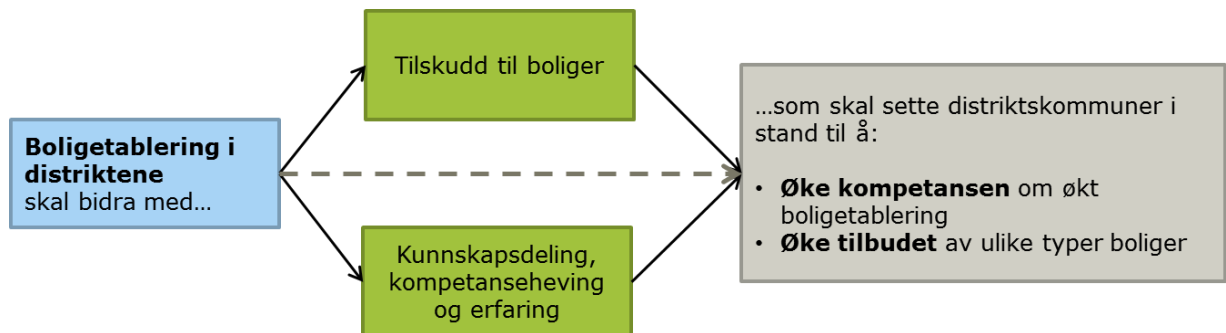 Boligetablering i
distriktene
skal bidra med…
Tilskudd til boliger
Kunnskapsdeling,
kompetanseheving
og erfaring
…som skal sette distriktskommuner i
stand til å:
• Øke kompetansen om økt
boligetablering
• Øke tilbudet av ulike typer boliger